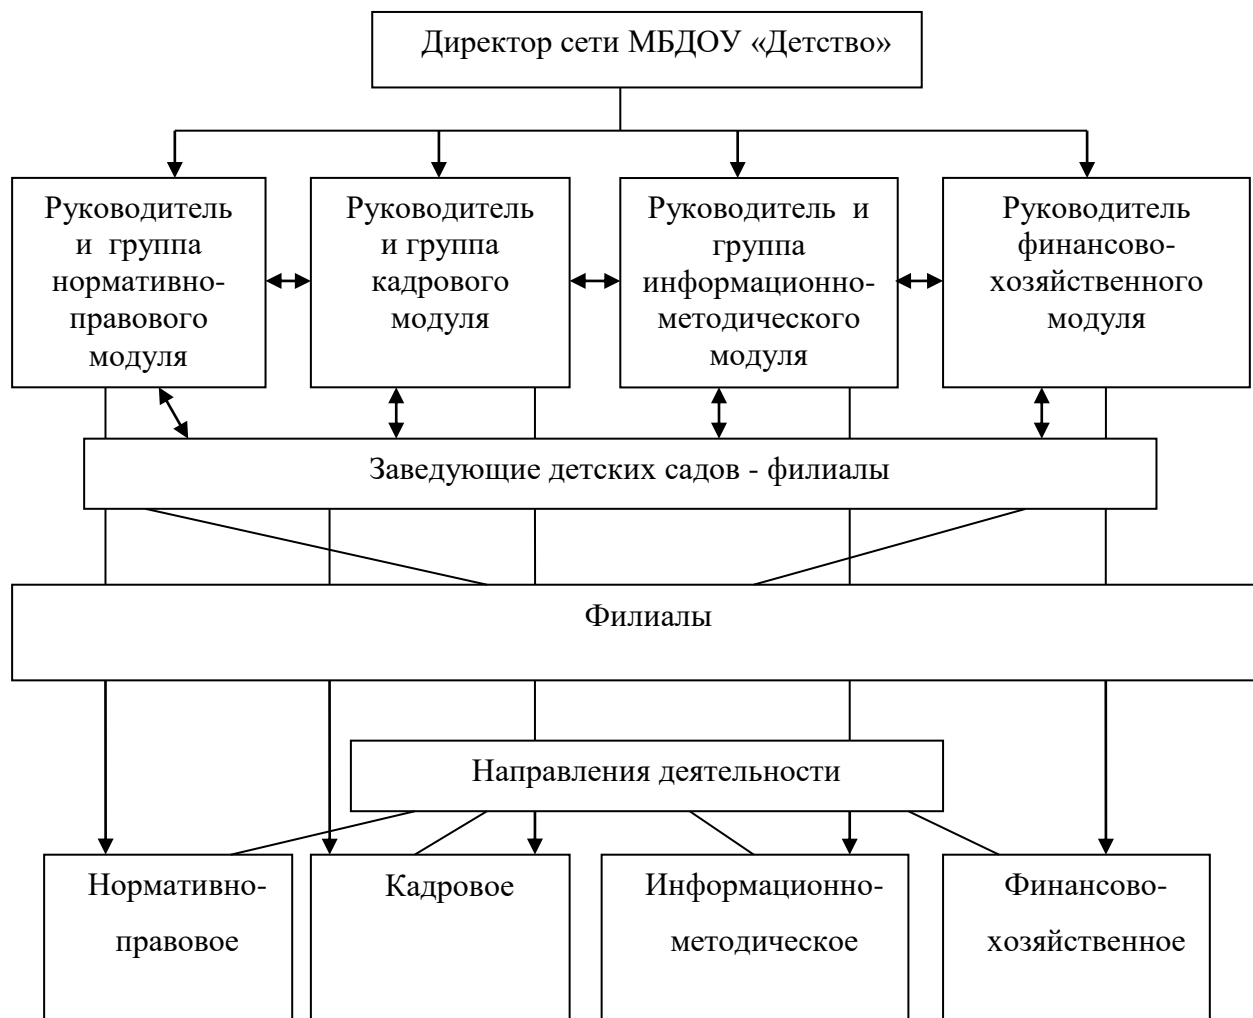 Директор сети МБДОУ «Детство»
Руководитель
и группа
нормативно-
правового
модуля
Руководитель
и группа
кадрового
модуля
Руководитель и
группа
информационно-
методического
модуля
Руководитель
финансово-
хозяйственного
модуля
Заведующие детских садов - филиалы
Филиалы
Направления деятельности
Нормативно-
правовое
Кадровое
Информационно-
методическое
Финансово-
хозяйственное